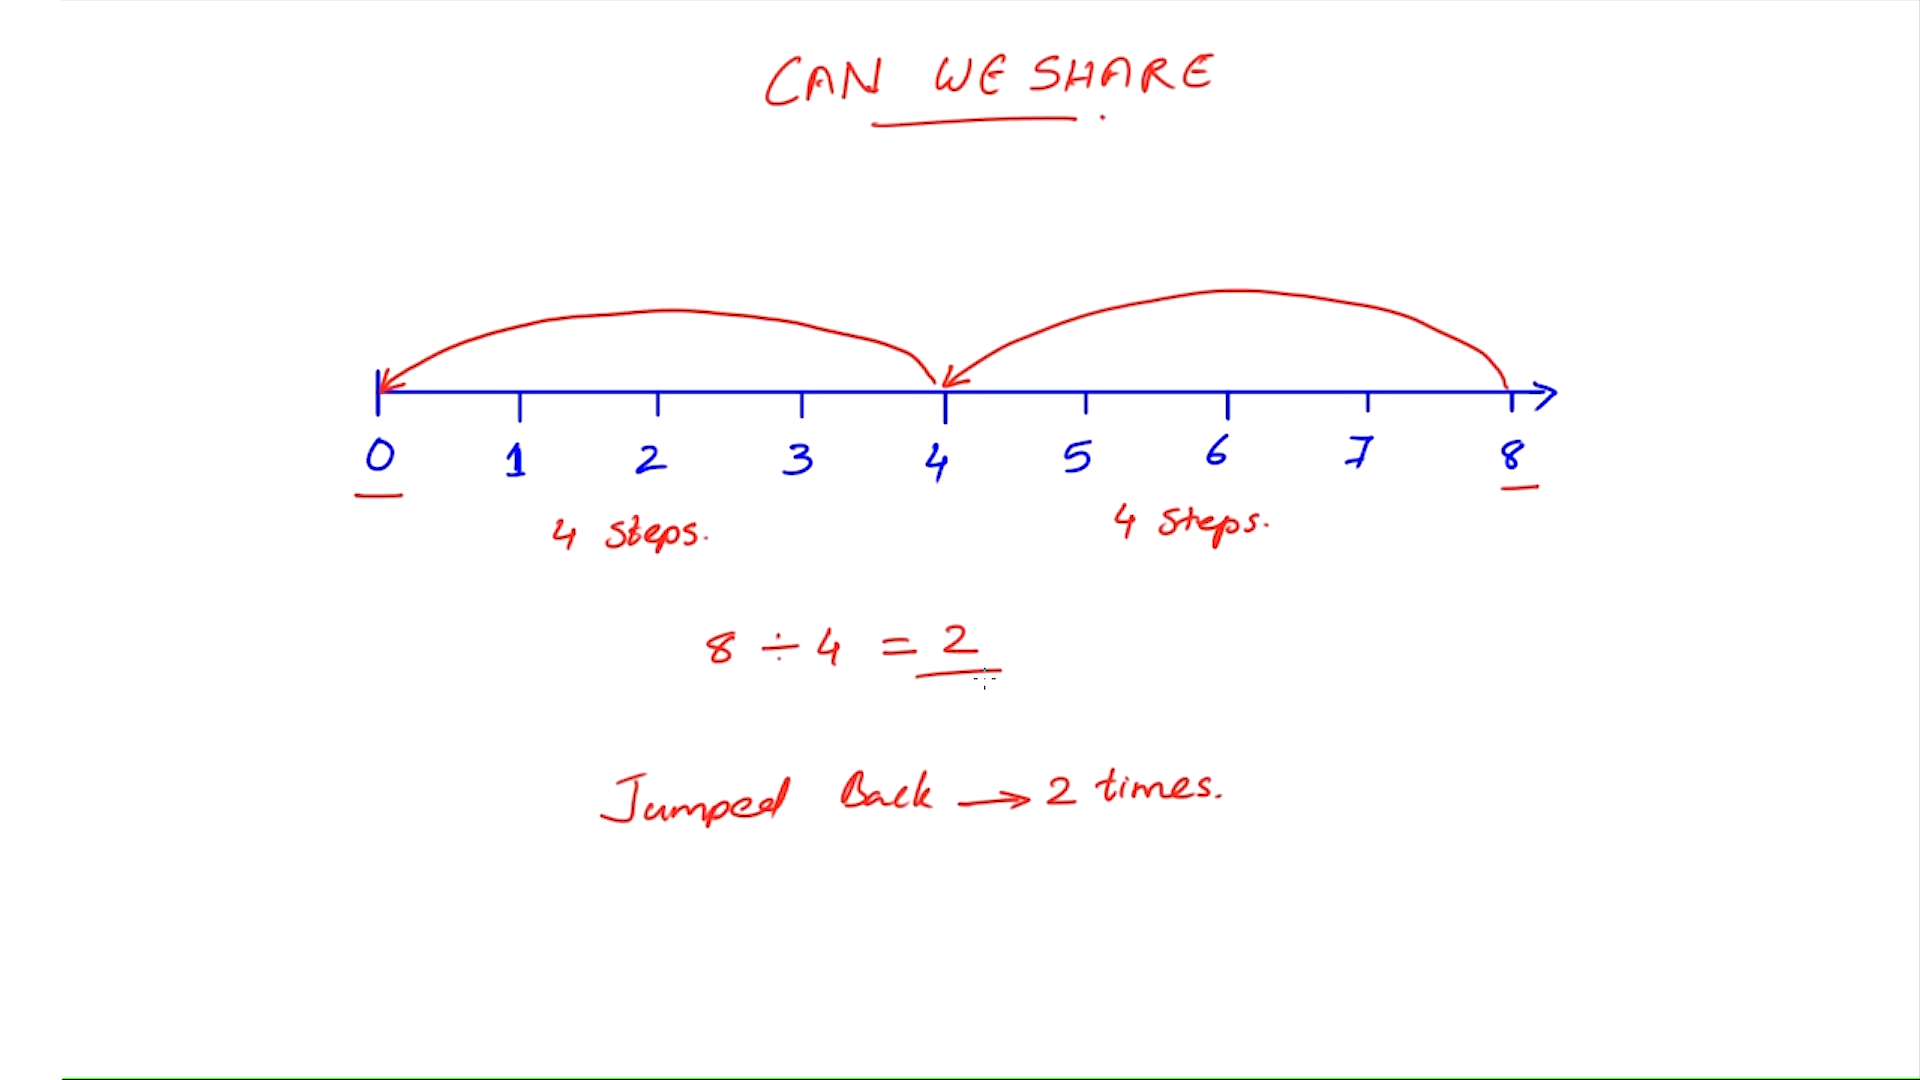 CAN WE SHARE
0 1 2 3 4 5 6 7 8
4 steps. 4 steps.
8 ÷ 4 = 2
Jumped Back → 2 times.